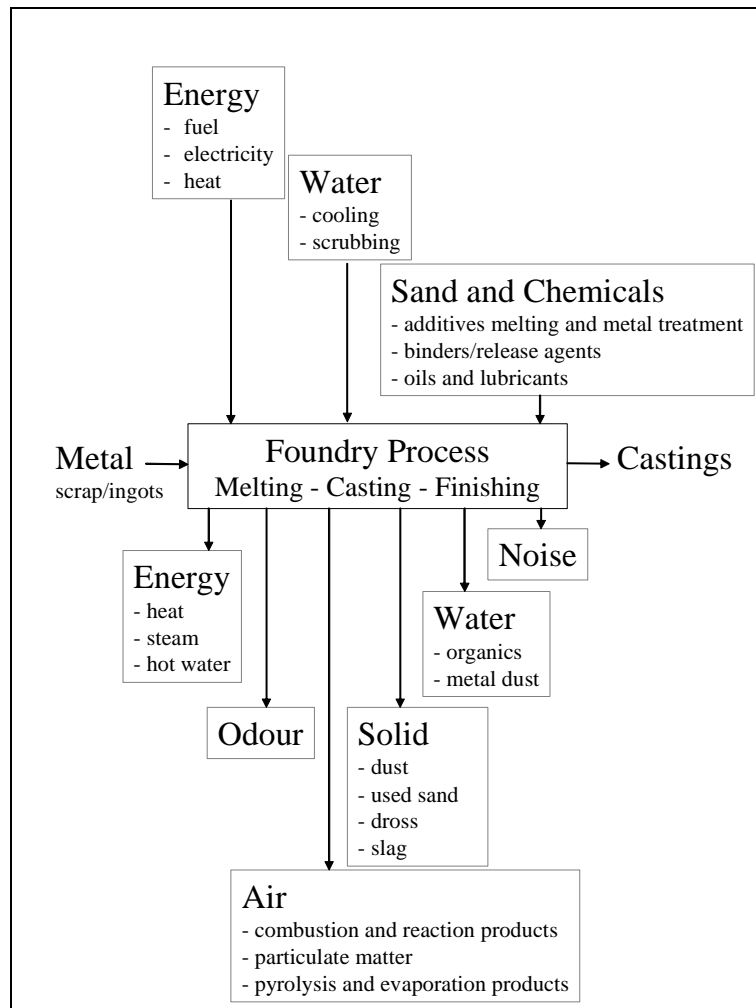 Energy
- fuel
- electricity
- heat
Water
- cooling
- scrubbing
Sand and Chemicals
- additives melting and metal treatment
- binders/release agents
- oils and lubricants
Metal
scrap/ingots
Foundry Process
Melting - Casting - Finishing
Castings
Energy
- heat
- steam
- hot water
Odour
Air
- combustion and reaction products
- particulate matter
- pyrolysis and evaporation products
Solid
- dust
- used sand
- dross
- slag
Water
- organics
- metal dust
Noise